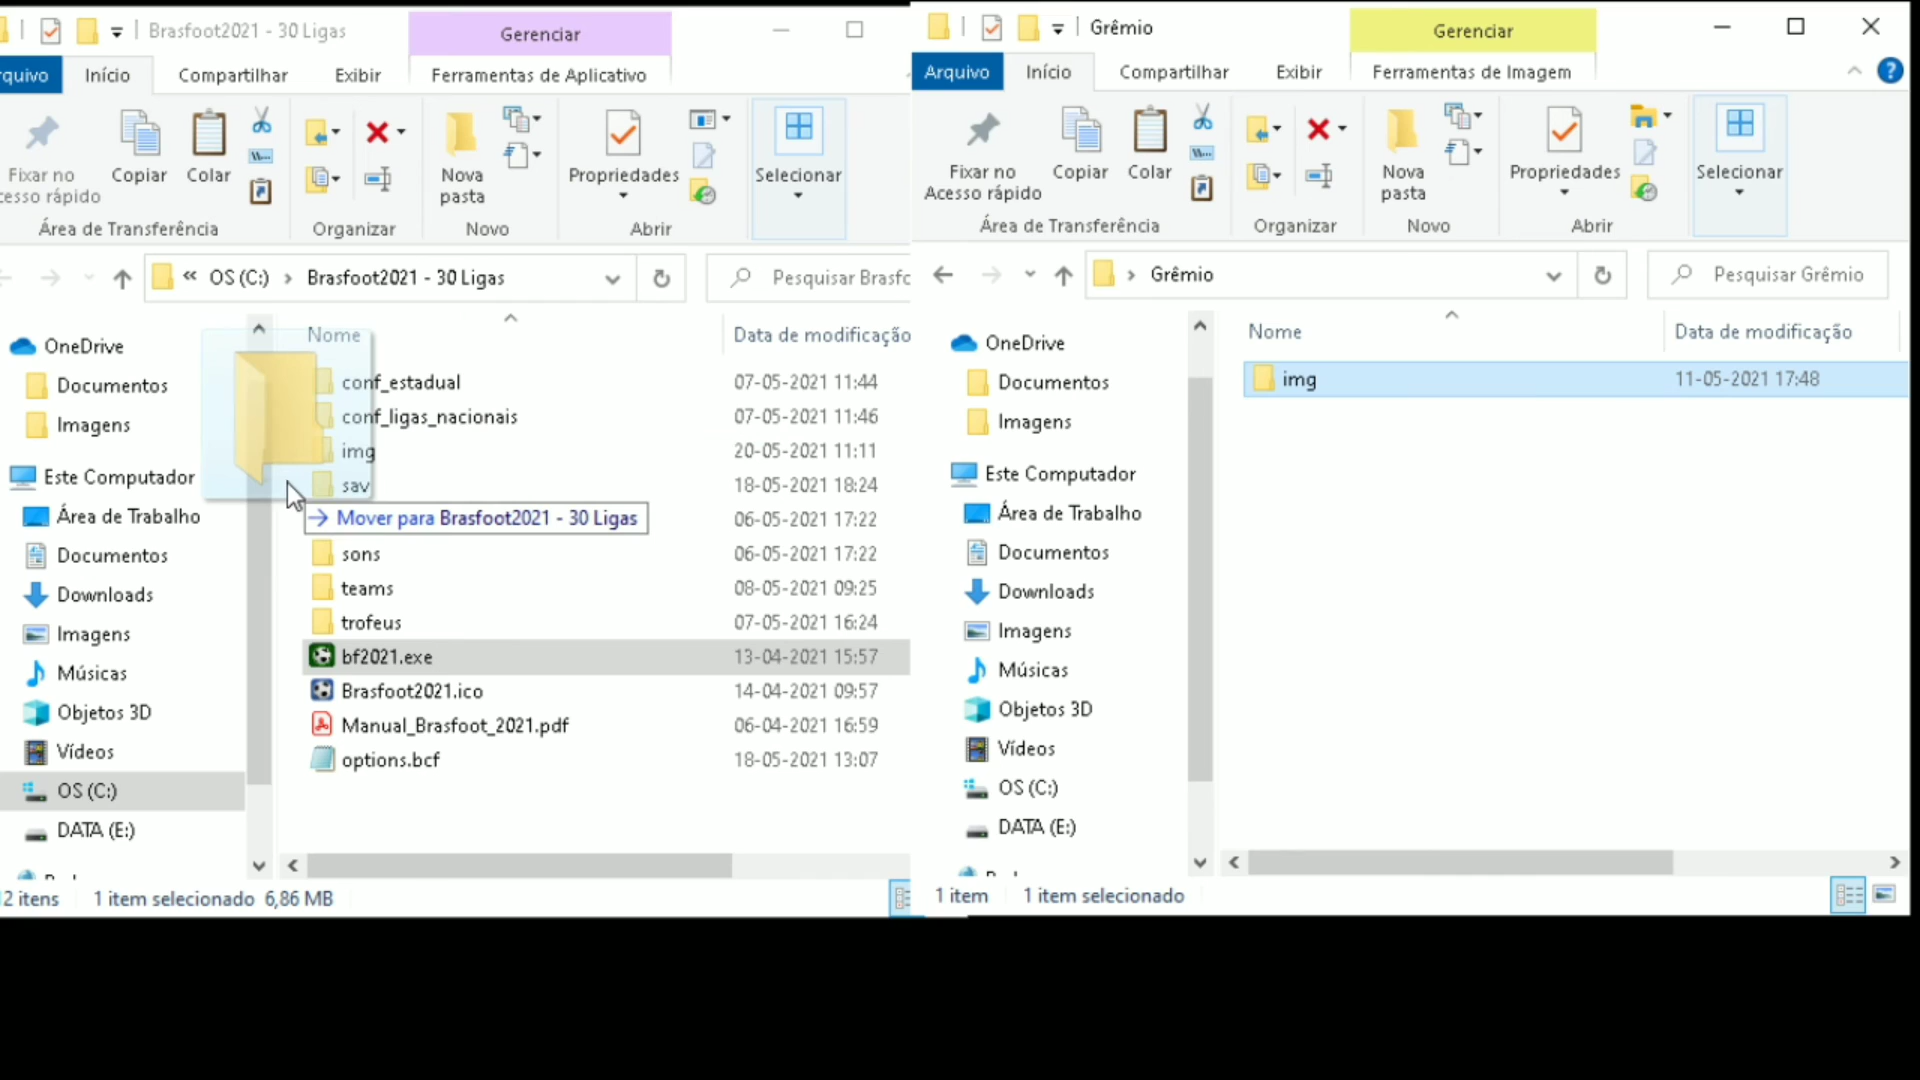 Brasfoot2021 - 30 Ligas
Gerenciar
rquivo
Início
Compartilhar
Exibir
Ferramentas de Aplicativo
Fixar no
cesso rápido
Copiar
Colar
Nova
pasta
Propriedades
Selecionar
Área de Transferência
Organizar
Novo
Abrir
« OS (C:) › Brasfoot2021 - 30 Ligas
Pesquisar Brasfo
OneDrive
Documentos
Imagens
Este Computador
Área de Trabalho
Documentos
Downloads
Imagens
Músicas
Objetos 3D
Vídeos
OS (C:)
DATA (E:)
Nome
Data de modificação
conf_estadual 07-05-2021 11:44
conf_ligas_nacionais 07-05-2021 11:46
img 20-05-2021 11:11
sav 18-05-2021 18:24
Mover para Brasfoot2021 - 30 Ligas
06-05-2021 17:22
sons 06-05-2021 17:22
teams 08-05-2021 09:25
trofeus 07-05-2021 16:24
bf2021.exe 13-04-2021 15:57
Brasfoot2021.ico 14-04-2021 09:57
Manual_Brasfoot_2021.pdf 06-04-2021 16:59
options.bcf 18-05-2021 13:07
2 itens
1 item selecionado 6,86 MB
Grêmio
Gerenciar
Arquivo
Início
Compartilhar
Exibir
Ferramentas de Imagem
Fixar no
Acesso rápido
Copiar
Colar
Nova
pasta
Propriedades
Selecionar
Área de Transferência
Organizar
Novo
Abrir
› Grêmio
Pesquisar Grêmio
OneDrive
Documentos
Imagens
Este Computador
Área de Trabalho
Documentos
Downloads
Imagens
Músicas
Objetos 3D
Vídeos
OS (C:)
DATA (E:)
Nome
Data de modificação
img 11-05-2021 17:48
1 item
1 item selecionado